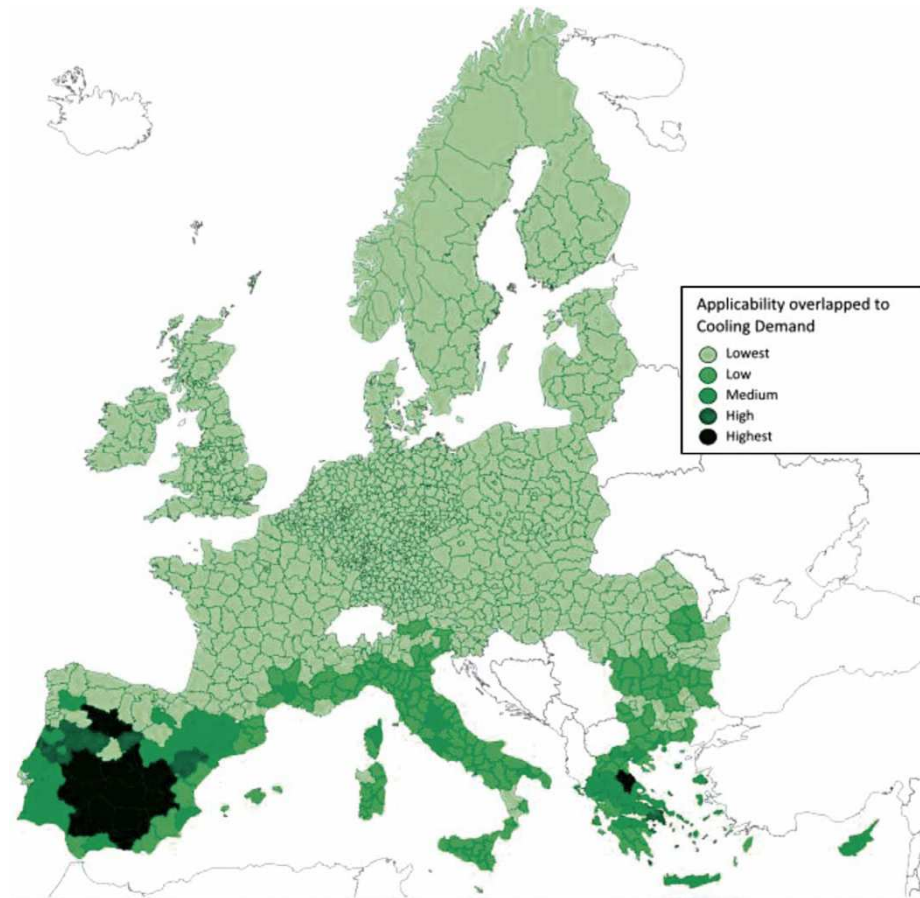 Applicability overlapped to
Cooling Demand
Lowest
Low
Medium
High
Highest